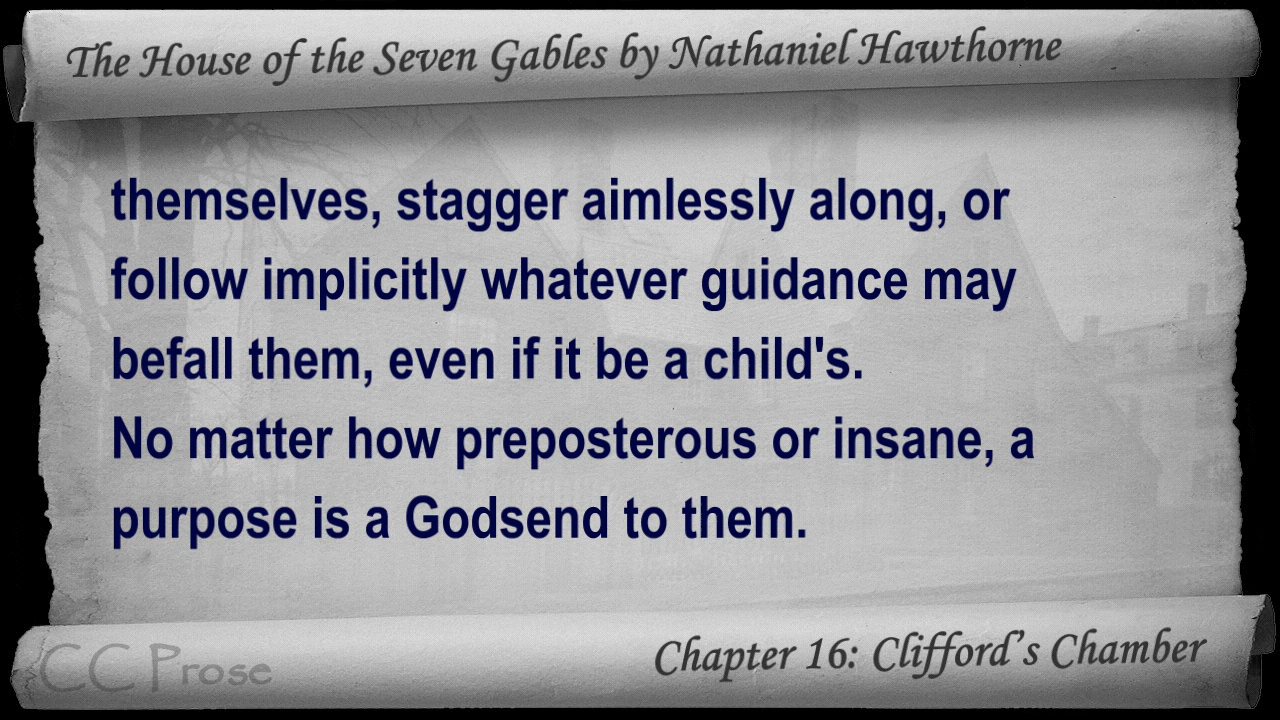 The House of the Seven Gables by Nathaniel Hawthorne
themselves, stagger aimlessly along, or
follow implicitly whatever guidance may
befall them, even if it be a child's.
No matter how preposterous or insane, a
purpose is a Godsend to them.
CC Prose
Chapter 16: Clifford’s Chamber